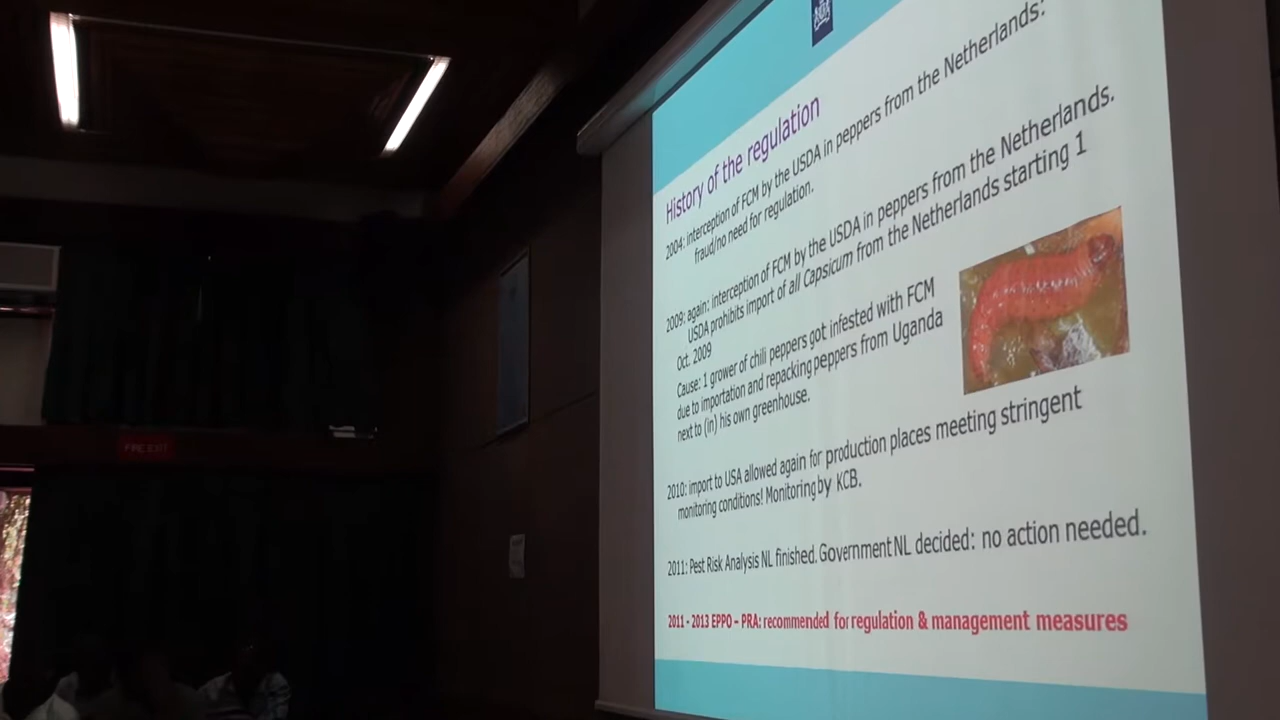 History of the regulation
2004: interception of FCM by the USDA in peppers from the Netherlands:
fraud/no need for regulation.
2009: again: interception of FCM by the USDA in peppers from the Netherlands.
USDA prohibits import of all Capsicum from the Netherlands starting 1
Oct. 2009
Cause: 1 grower of chili peppers got infested with FCM
due to importation and repacking peppers from Uganda
next to (in) his own greenhouse.
2010: import to USA allowed again for production places meeting stringent
monitoring conditions! Monitoring by KCB.
2011: Pest Risk Analysis NL finished. Government NL decided: no action needed.
2011 - 2013 EPPO – PRA: recommended for regulation & management measures
FIRE EXIT